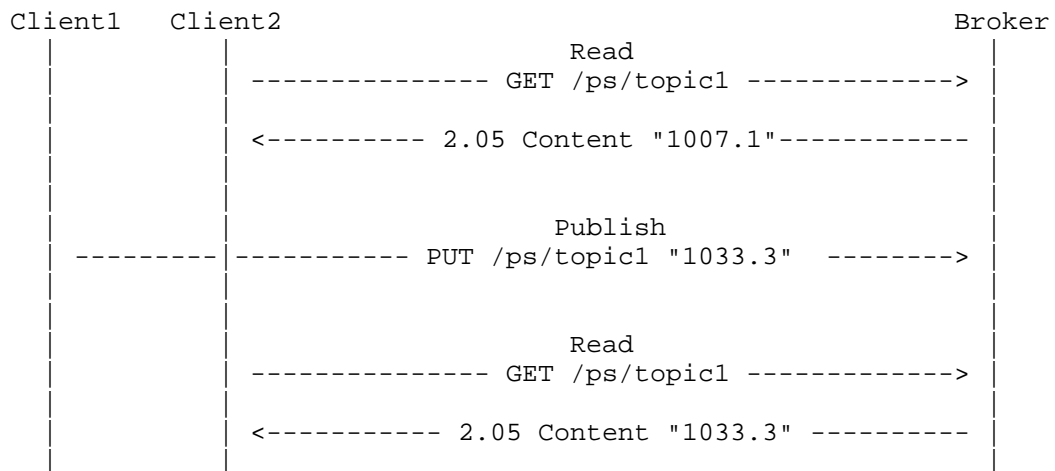 Client1 Client2 Broker
Read
--------------- GET /ps/topic1 ------------->
<---------- 2.05 Content "1007.1"------------
Publish
---------|----------- PUT /ps/topic1 "1033.3" -------->
Read
--------------- GET /ps/topic1 ------------->
<----------- 2.05 Content "1033.3" ----------